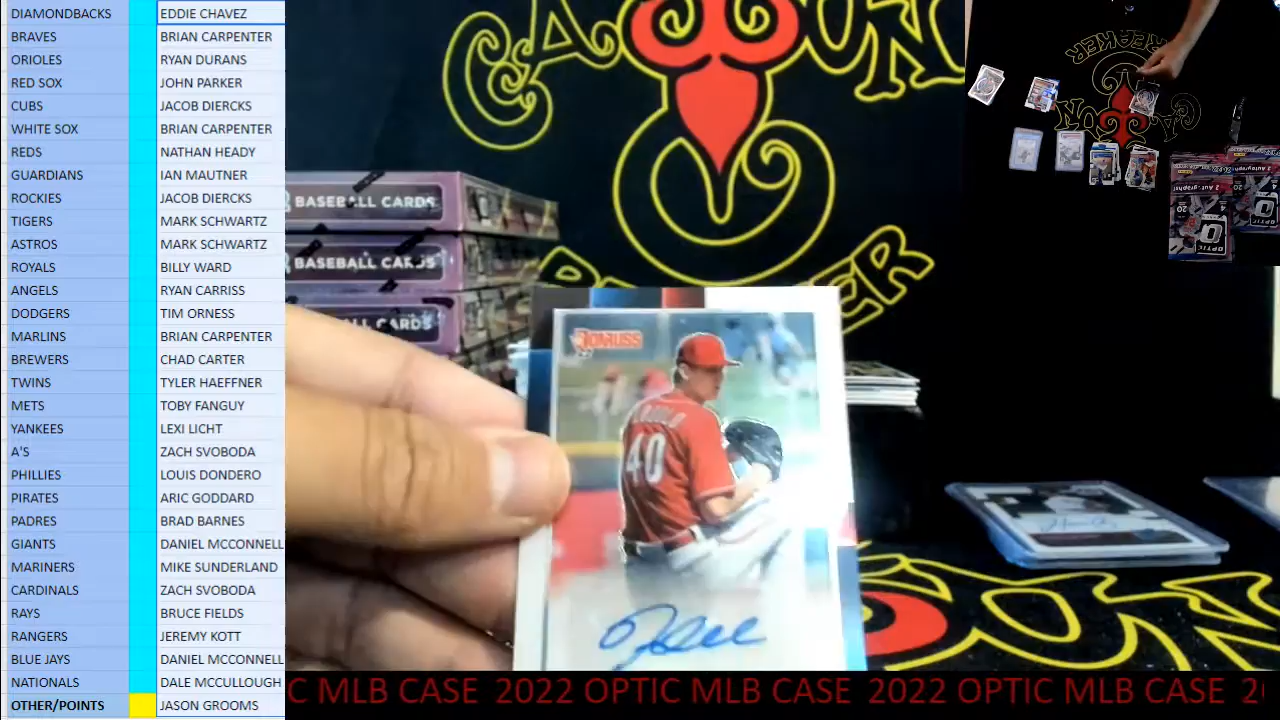 DIAMONDBACKS EDDIE CHAVEZ
BRAVES BRIAN CARPENTER
ORIOLES RYAN DURANS
RED SOX JOHN PARKER
CUBS JACOB DIERCKS
WHITE SOX BRIAN CARPENTER
REDS NATHAN HEADY
GUARDIANS IAN MAUTNER
ROCKIES JACOB DIERCKS
TIGERS MARK SCHWARTZ
ASTROS MARK SCHWARTZ
ROYALS BILLY WARD
ANGELS RYAN CARRISS
DODGERS TIM ORNESS
MARLINS BRIAN CARPENTER
BREWERS CHAD CARTER
TWINS TYLER HAEFFNER
METS TOBY FANGUY
YANKEES LEXI LICHT
A'S ZACH SVOBODA
PHILLIES LOUIS DONDERO
PIRATES ARIC GODDARD
PADRES BRAD BARNES
GIANTS DANIEL MCCONNELL
MARINERS MIKE SUNDERLAND
CARDINALS ZACH SVOBODA
RAYS BRUCE FIELDS
RANGERS JEREMY KOTT
BLUE JAYS DANIEL MCCONNELL
NATIONALS DALE MCCULLOUGH
OTHER/POINTS JASON GROOMS
BASEBALL CARDS
BASEBALL CARDS
CARDS
40
C MLB CASE 2022 OPTIC MLB CASE 2022 OPTIC MLB CASE 2
BREAKER
OPTIC